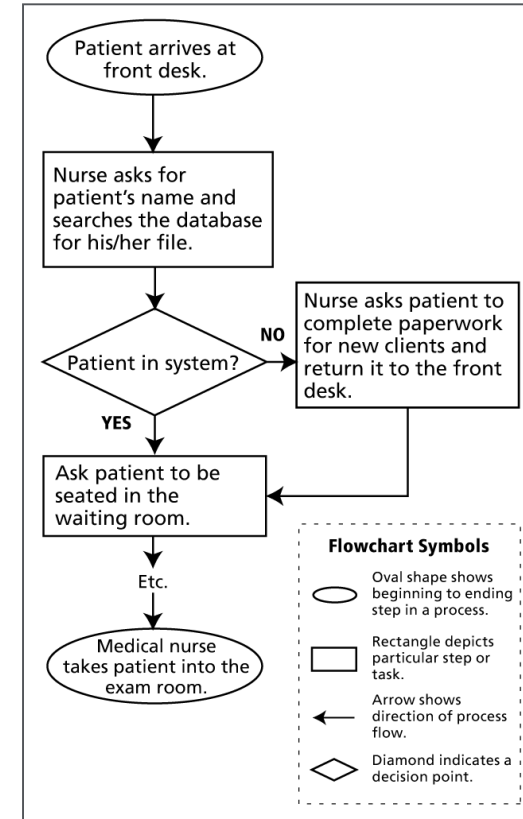 Patient arrives at
front desk.
Nurse asks for
patient's name and
searches the database
for his/her file.
Patient in system?
NO
Nurse asks patient to
complete paperwork
for new clients and
return it to the front
desk.
YES
Ask patient to be
seated in the
waiting room.
Etc.
Medical nurse
takes patient into the
exam room.
Flowchart Symbols
Oval shape shows
beginning to ending
step in a process.
Rectangle depicts
particular step or
task.
Arrow shows
direction of process
flow.
Diamond indicates a
decision point.